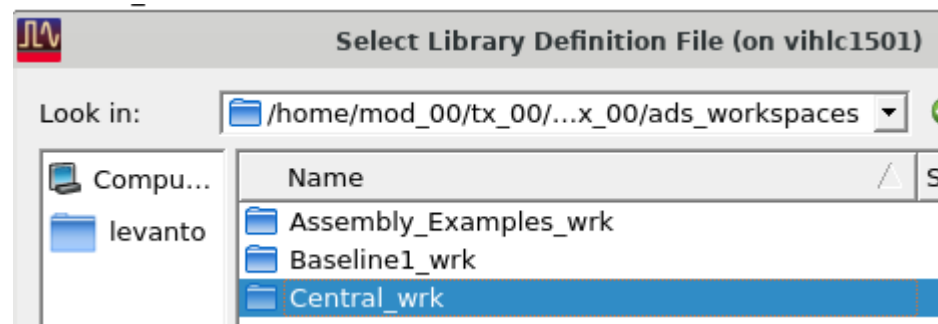 Select Library Definition File (on vihlc1501)
Look in: /home/mod_00/tx_00/...x_00/ads_workspaces
Compu...
levanto
Name S
Assembly_Examples_wrk
Baseline1_wrk
Central_wrk